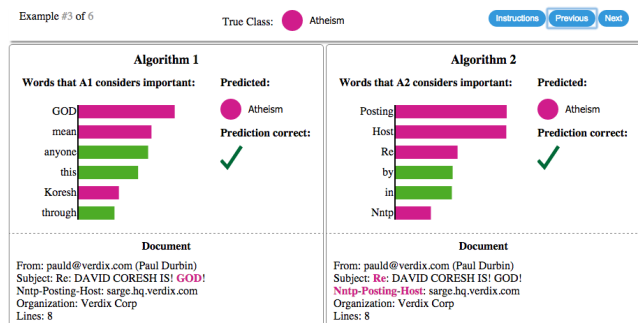 Example #3 of 6
True Class: Atheism
Instructions Previous Next
Algorithm 1
Words that A1 considers important: Predicted:
GOD
mean
anyone
this
Koresh
through
Atheism
Prediction correct:
Document
From: pauld@verdix.com (Paul Durbin)
Subject: Re: DAVID CORESH IS! GOD!
Nntp-Posting-Host: sarge.hq.verdix.com
Organization: Verdix Corp
Lines: 8
Algorithm 2
Words that A2 considers important: Predicted:
Posting
Host
Re
by
in
Nntp
Atheism
Prediction correct:
Document
From: pauld@verdix.com (Paul Durbin)
Subject: Re: DAVID CORESH IS! GOD!
Nntp-Posting-Host: sarge.hq.verdix.com
Organization: Verdix Corp
Lines: 8